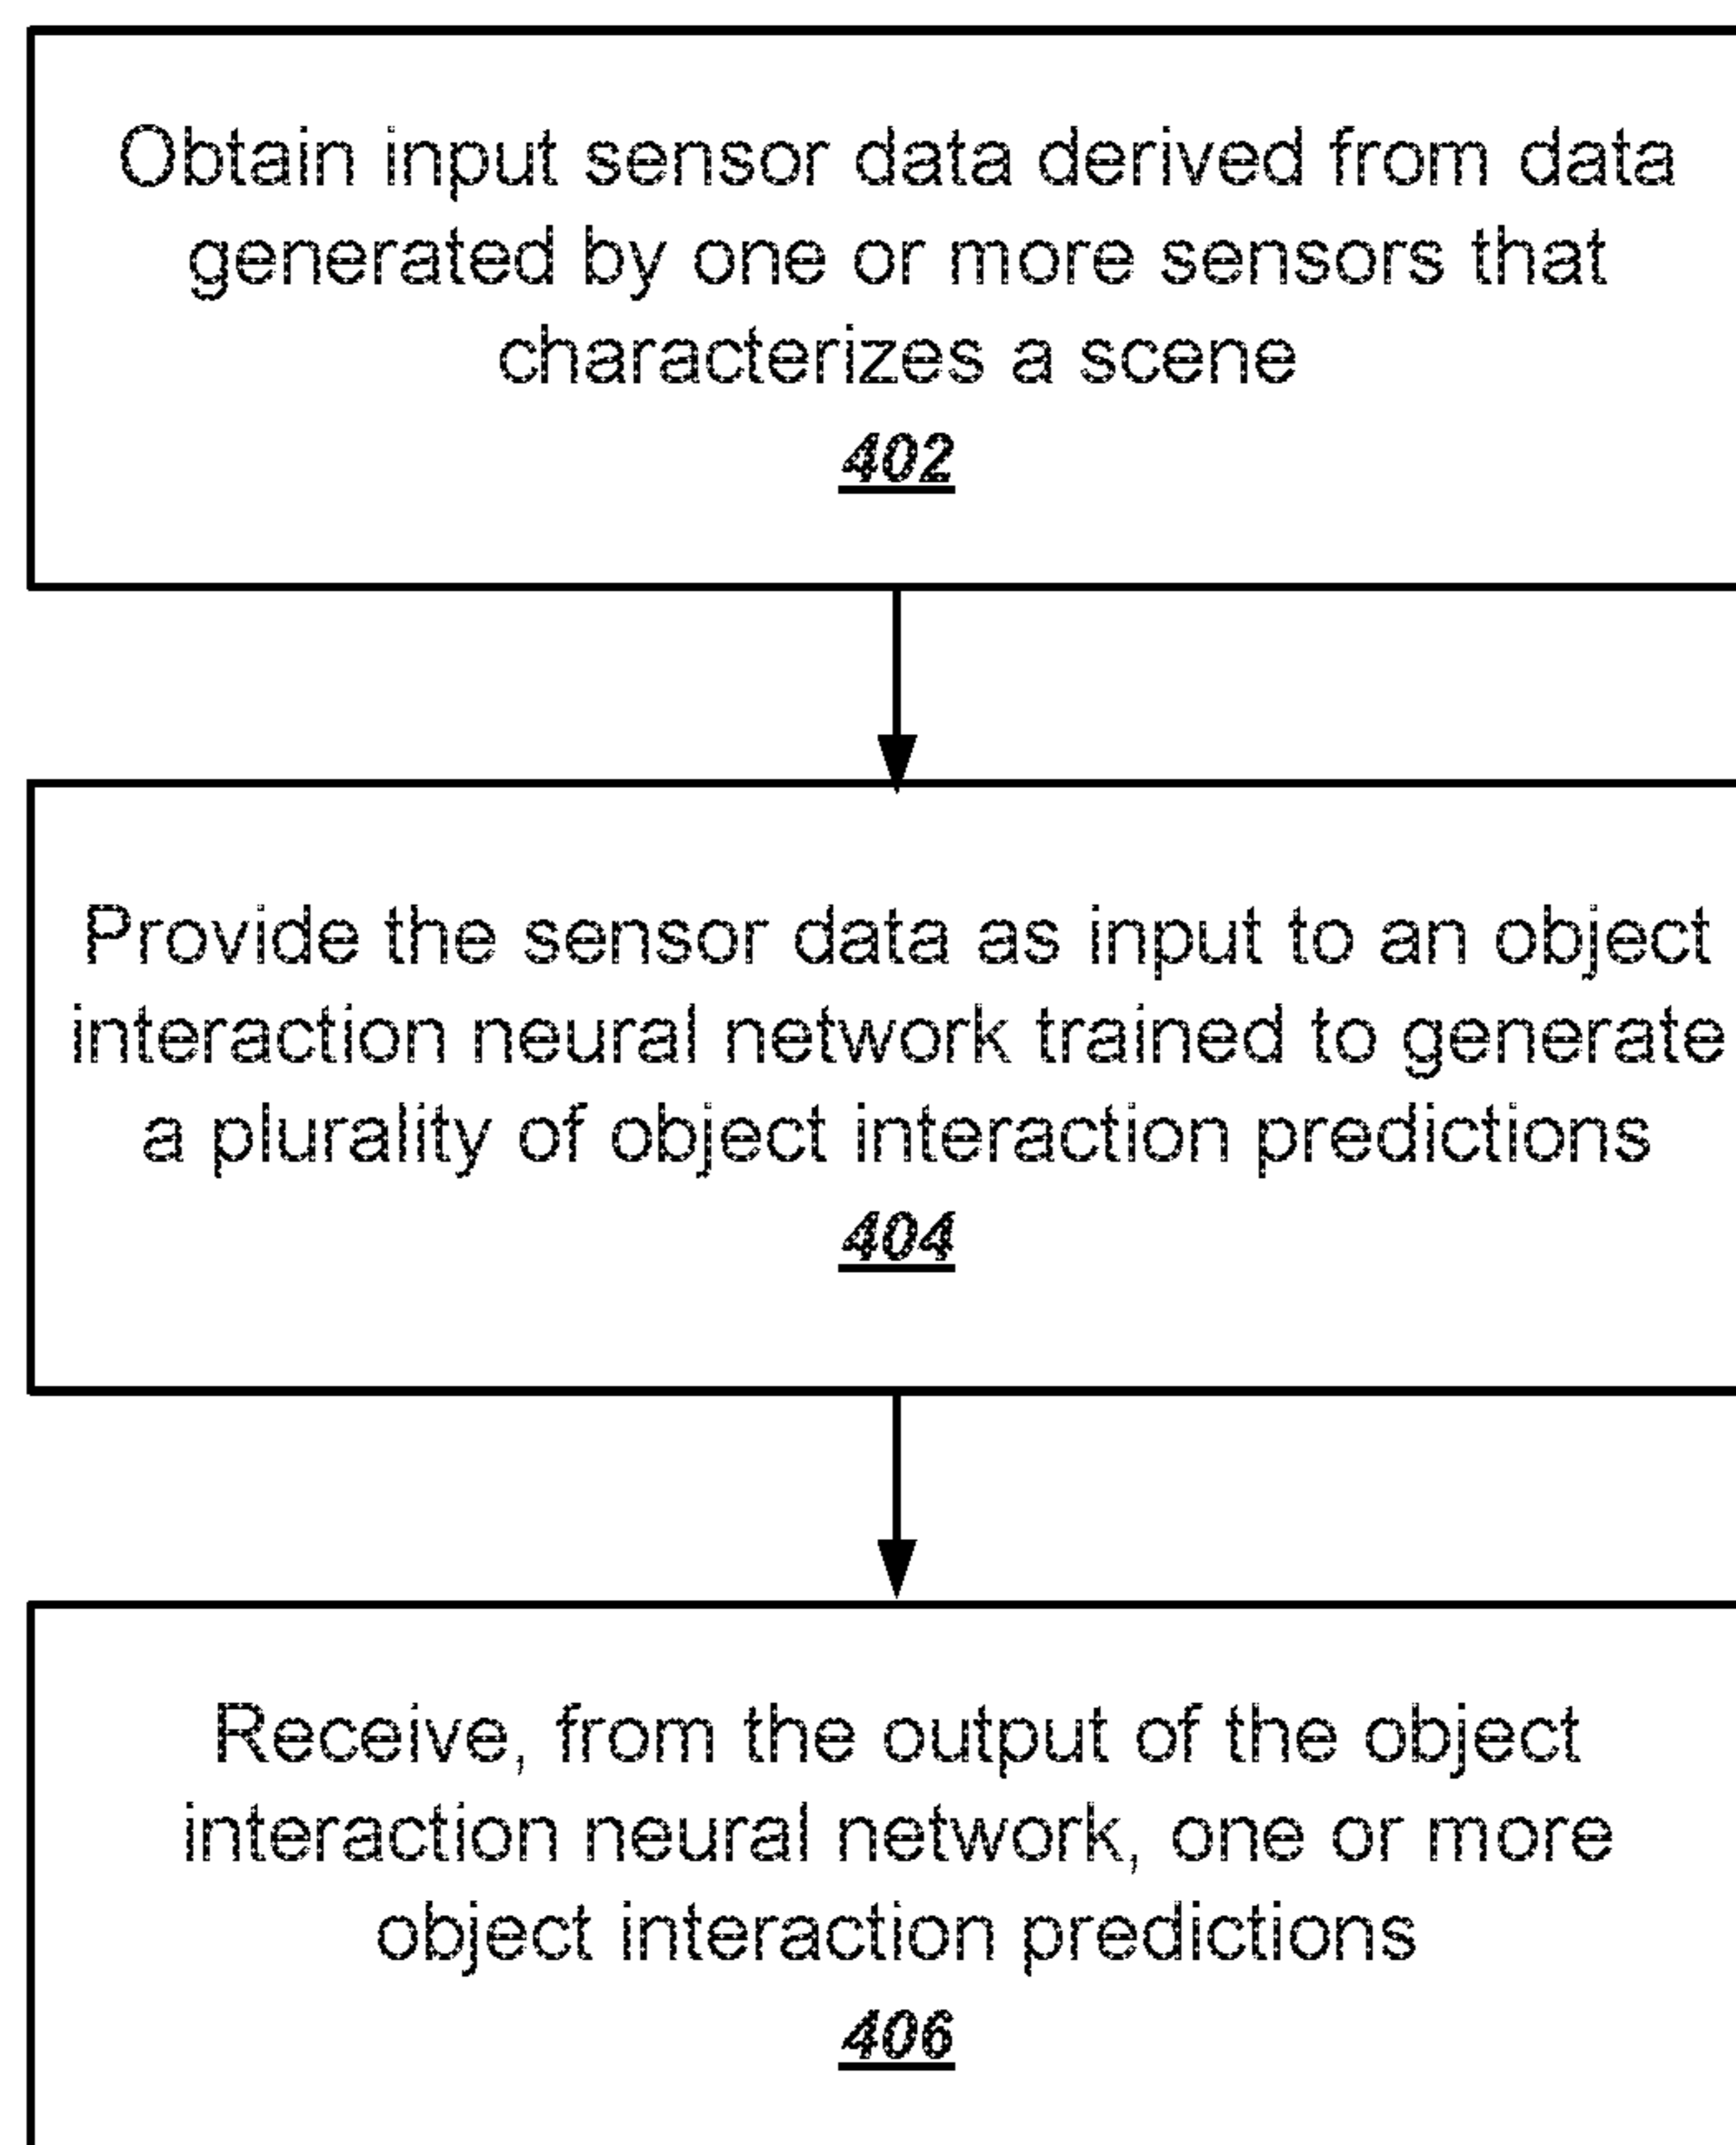 Obtain input sensor data derived from data
generated by one or more sensors that
characterizes a scene
402
Provide the sensor data as input to an object
interaction neural network trained to generate
a plurality of object interaction predictions
404
Receive, from the output of the object
interaction neural network, one or more
object interaction predictions
406